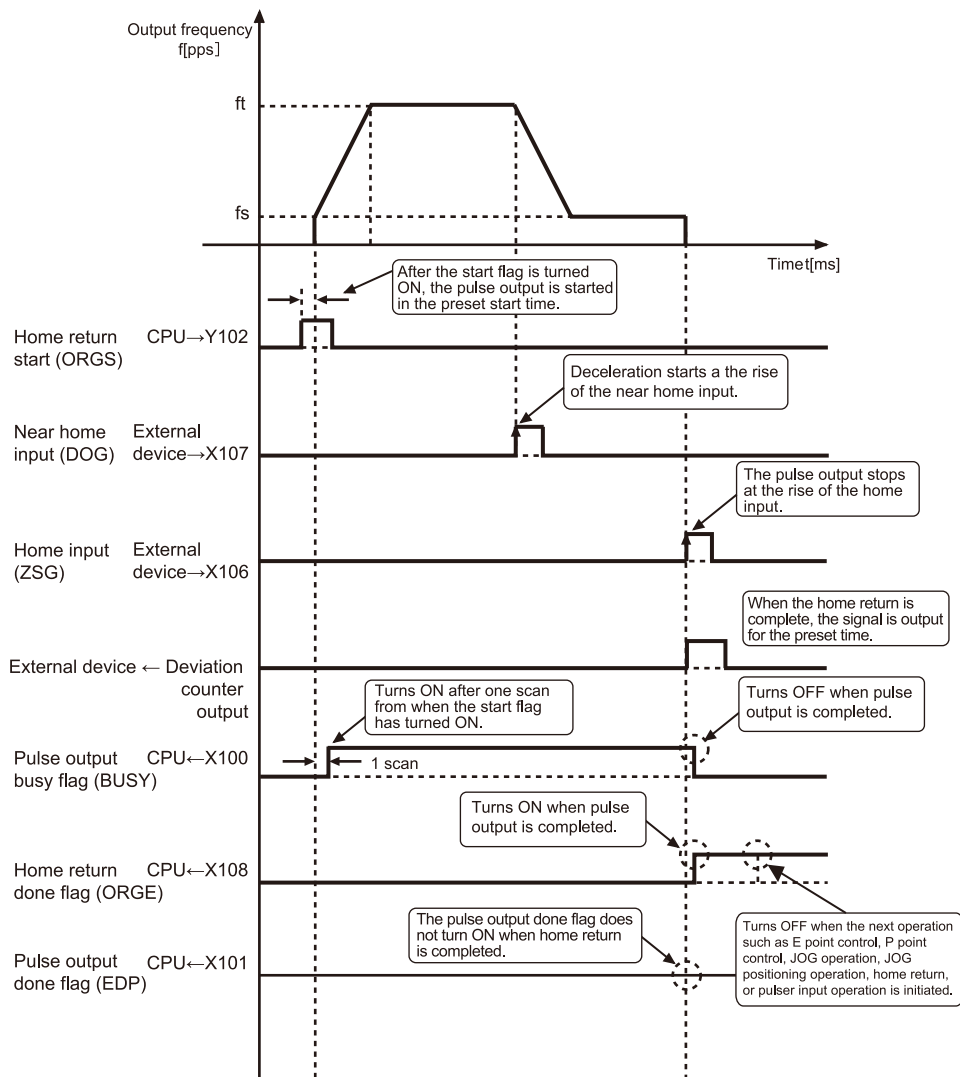 Output frequency
f[pps]
ft
fs
Time t[ms]
After the start flag is turned
ON, the pulse output is started
in the preset start time.
Home return
start (ORGS)
CPU→Y102
Deceleration starts a the rise
of the near home input.
Near home
input (DOG)
External
device→X107
The pulse output stops
at the rise of the home
input.
Home input
(ZSG)
External
device→X106
When the home return is
complete, the signal is output
for the preset time.
External device ← Deviation
counter
output
Turns ON after one scan
from when the start flag
has turned ON.
Turns OFF when pulse
output is completed.
Pulse output
busy flag (BUSY)
CPU←X100
1 scan
Turns ON when pulse
output is completed.
Home return
done flag (ORGE)
CPU←X108
The pulse output done flag does
not turn ON when home return
is completed.
Turns OFF when the next operation
such as E point control, P point
control, JOG operation, JOG
positioning operation, home return,
or pulser input operation is initiated.
Pulse output
done flag (EDP)
CPU←X101